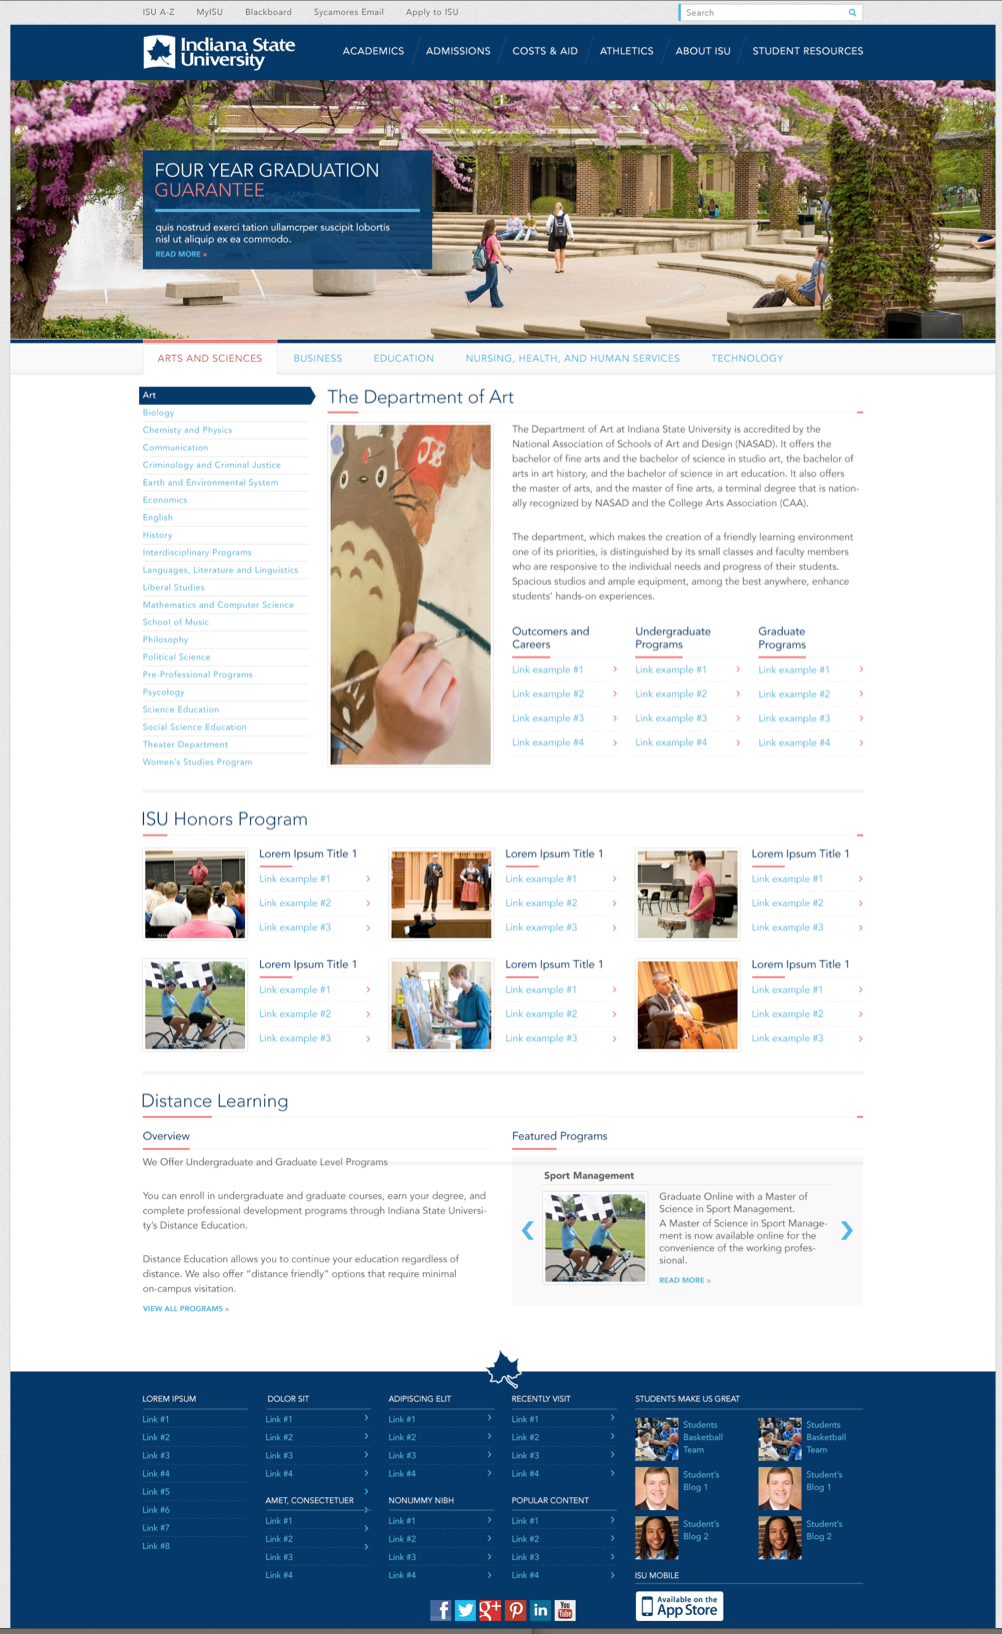 ISU A-Z MyISU Blackboard Sycamores Email Apply to ISU Search
Indiana State
University
ACADEMICS ADMISSIONS COSTS & AID ATHLETICS ABOUT ISU STUDENT RESOURCES
FOUR YEAR GRADUATION
GUARANTEE
quis nostrud exerci tation ullamcrper suscipit lobortis
nisl ut aliquip ex ea commodo.
READ MORE »
ARTS AND SCIENCES BUSINESS EDUCATION NURSING, HEALTH, AND HUMAN SERVICES TECHNOLOGY
Art
Biology
Chemisty and Physics
Communication
Criminology and Criminal Justice
Earth and Environmental System
Economics
English
History
Interdisciplinary Programs
Languages, Literature and Linguistics
Liberal Studies
Mathematics and Computer Science
School of Music
Philosophy
Political Science
Pre-Professional Programs
Psycology
Science Education
Social Science Education
Theater Department
Women's Studies Program
The Department of Art
JB
The Department of Art at Indiana State University is accredited by the
National Association of Schools of Art and Design (NASAD). It offers the
bachelor of fine arts and the bachelor of science in studio art, the bachelor of
arts in art history, and the bachelor of science in art education. It also offers
the master of arts, and the master of fine arts, a terminal degree that is nation-
ally recognized by NASAD and the College Arts Association (CAA).
The department, which makes the creation of a friendly learning environment
one of its priorities, is distinguished by its small classes and faculty members
who are responsive to the individual needs and progress of their students.
Spacious studios and ample equipment, among the best anywhere, enhance
students' hands-on experiences.
Outcomers and
Careers
Link example #1
Link example #2
Link example #3
Link example #4
Undergraduate
Programs
Link example #1
Link example #2
Link example #3
Link example #4
Graduate
Programs
Link example #1
Link example #2
Link example #3
Link example #4
ISU Honors Program
Lorem Ipsum Title 1
Link example #1
Link example #2
Link example #3
Lorem Ipsum Title 1
Link example #1
Link example #2
Link example #3
Lorem Ipsum Title 1
Link example #1
Link example #2
Link example #3
Lorem Ipsum Title 1
Link example #1
Link example #2
Link example #3
Lorem Ipsum Title 1
Link example #1
Link example #2
Link example #3
Lorem Ipsum Title 1
Link example #1
Link example #2
Link example #3
Distance Learning
Overview
We Offer Undergraduate and Graduate Level Programs
You can enroll in undergraduate and graduate courses, earn your degree, and
complete professional development programs through Indiana State Universi-
ty's Distance Education.
Distance Education allows you to continue your education regardless of
distance. We also offer "distance friendly" options that require minimal
on-campus visitation.
VIEW ALL PROGRAMS »
Featured Programs
Sport Management
Graduate Online with a Master of
Science in Sport Management.
A Master of Science in Sport Manage-
ment is now available online for the
convenience of the working profes-
sional.
READ MORE »
LOREM IPSUM
Link #1
Link #2
Link #3
Link #4
Link #5
Link #6
Link #7
Link #8
DOLOR SIT
Link #1
Link #2
Link #3
Link #4
AMET, CONSECTETUER
Link #1
Link #2
Link #3
Link #4
ADIPISCING ELIT
Link #1
Link #2
Link #3
Link #4
NONUMMY NIBH
Link #1
Link #2
Link #3
Link #4
RECENTLY VISIT
Link #1
Link #2
Link #3
Link #4
POPULAR CONTENT
Link #1
Link #2
Link #3
Link #4
STUDENTS MAKE US GREAT
Students
Basketball
Team
Students
Basketball
Team
Student's
Blog 1
Student's
Blog 1
Student's
Blog 2
Student's
Blog 2
ISU MOBILE
Available on the
App Store
f g+ in You
Tube